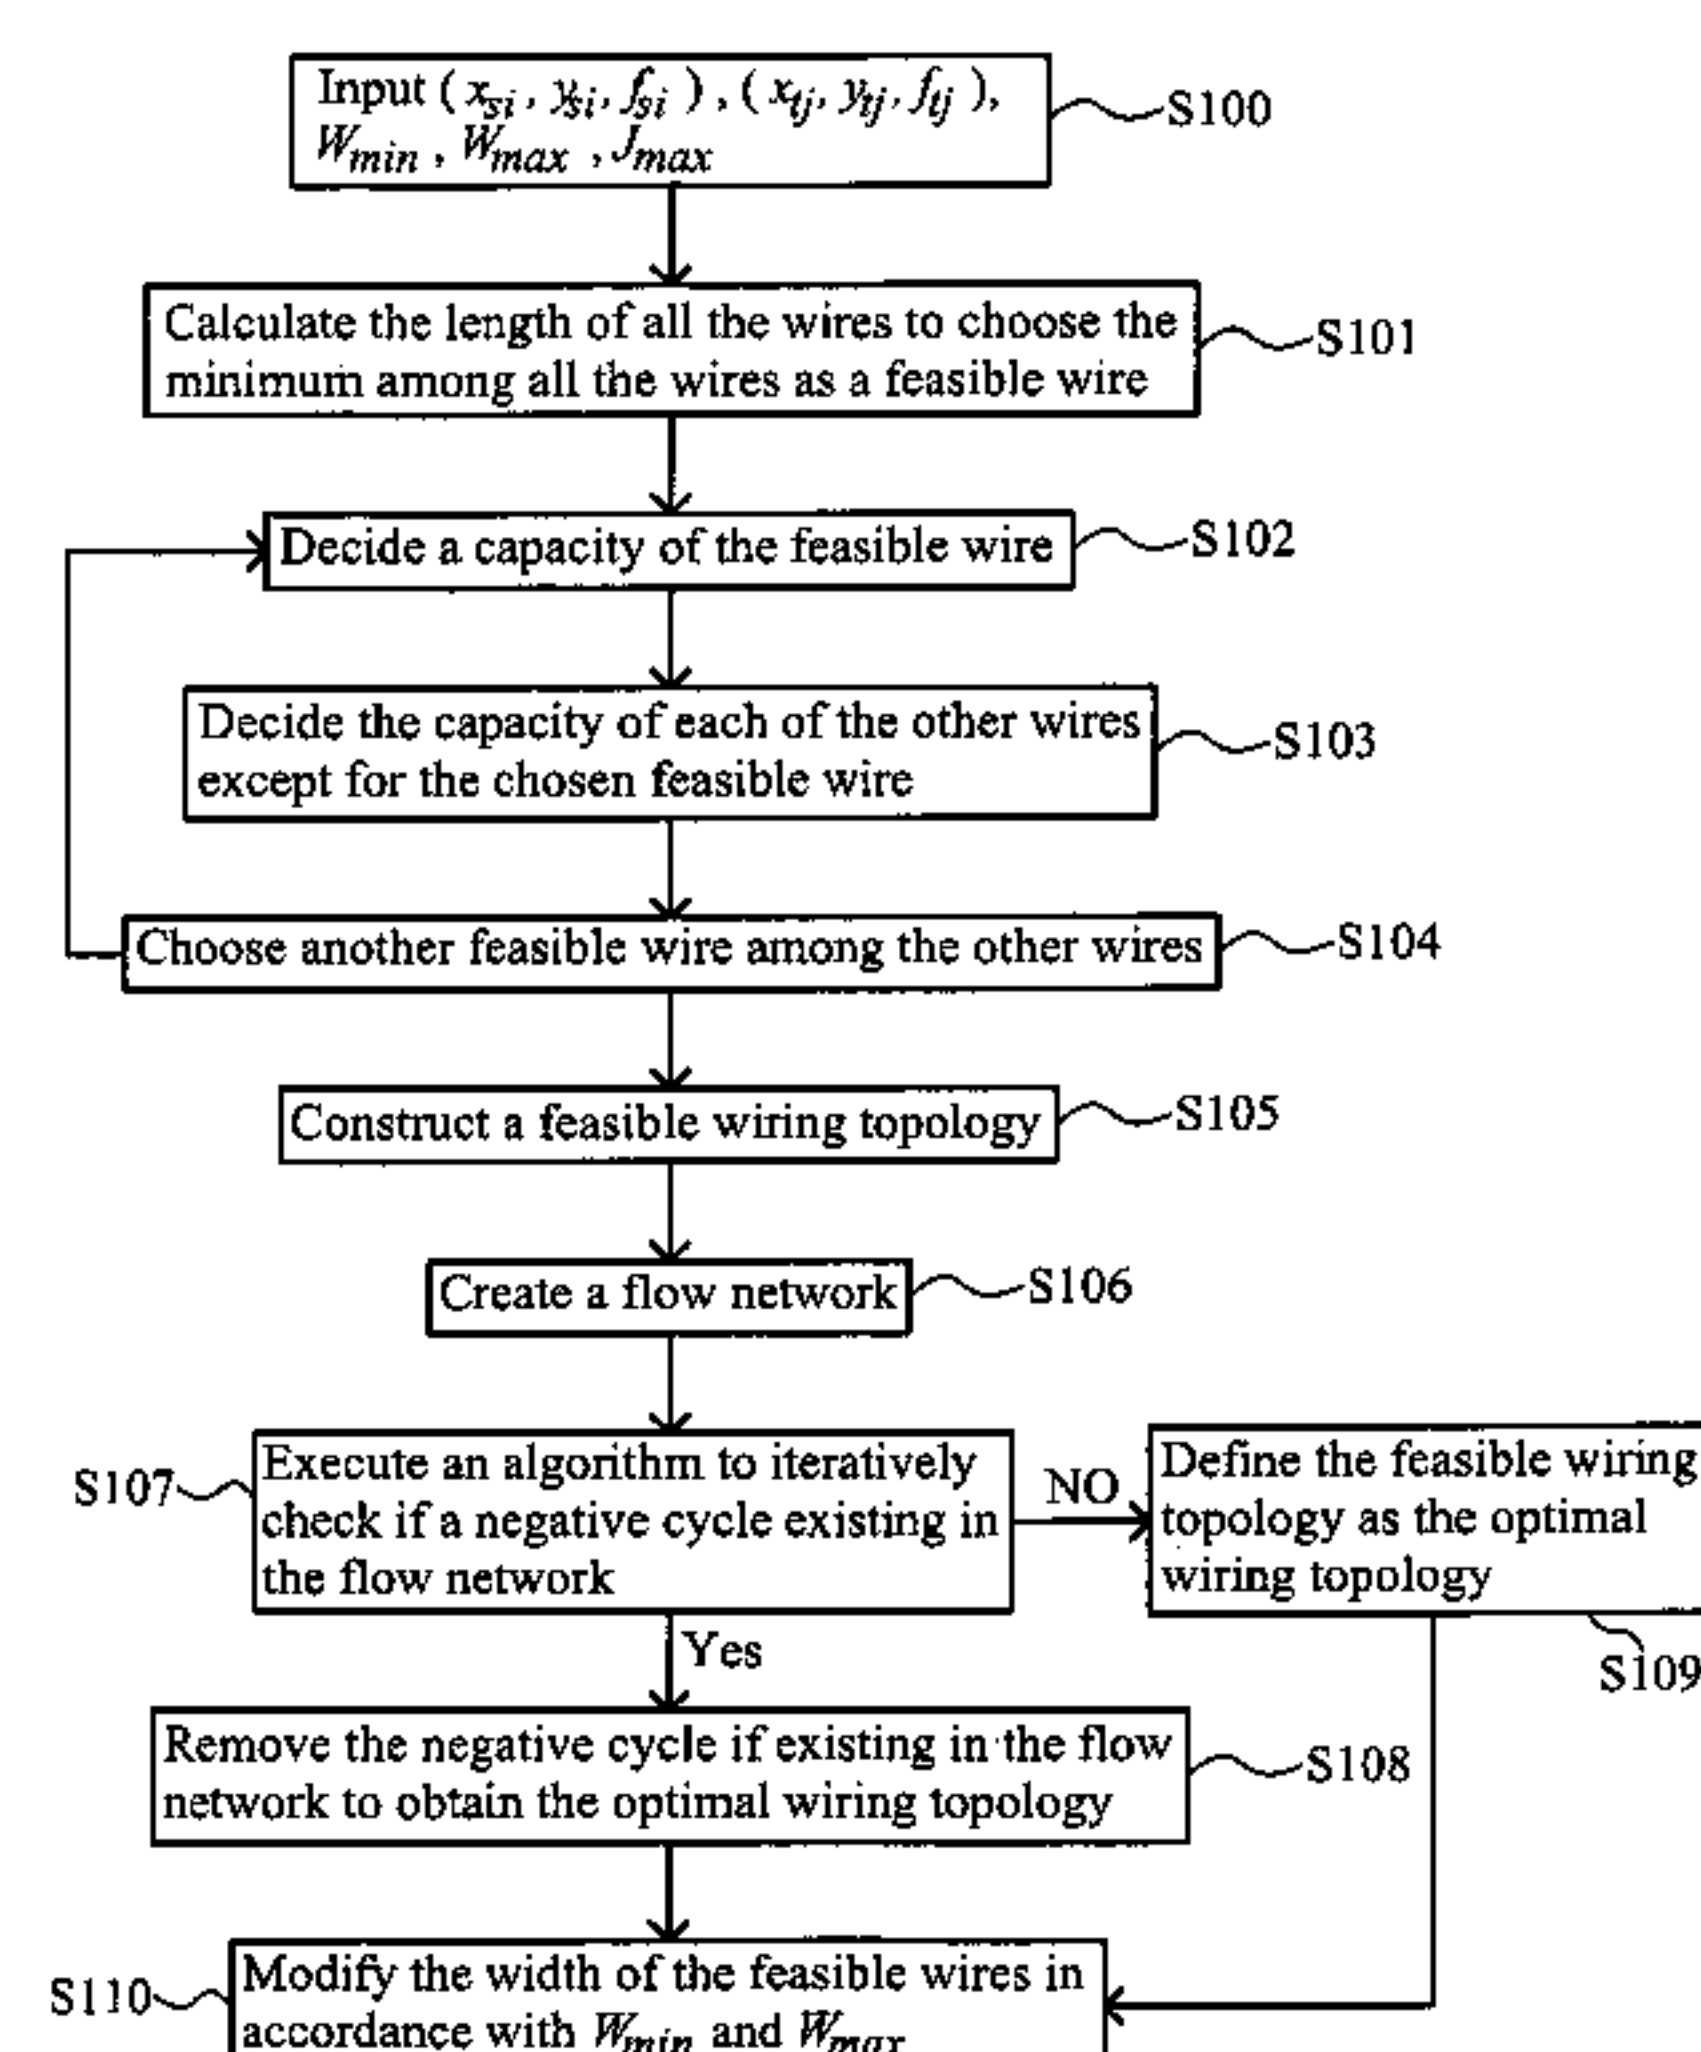 Input ( x_si, y_si, f_si ), ( x_tj, y_tj, f_tj ),
W_min, W_max, J_max
S100
Calculate the length of all the wires to choose the
minimum among all the wires as a feasible wire
S101
Decide a capacity of the feasible wire
S102
Decide the capacity of each of the other wires
except for the chosen feasible wire
S103
Choose another feasible wire among the other wires
S104
Construct a feasible wiring topology
S105
Create a flow network
S106
S107
Execute an algorithm to iteratively
check if a negative cycle existing in
the flow network
NO
Define the feasible wiring
topology as the optimal
wiring topology
S109
Yes
Remove the negative cycle if existing in the flow
network to obtain the optimal wiring topology
S108
S110
Modify the width of the feasible wires in
accordance with W_min and W_max